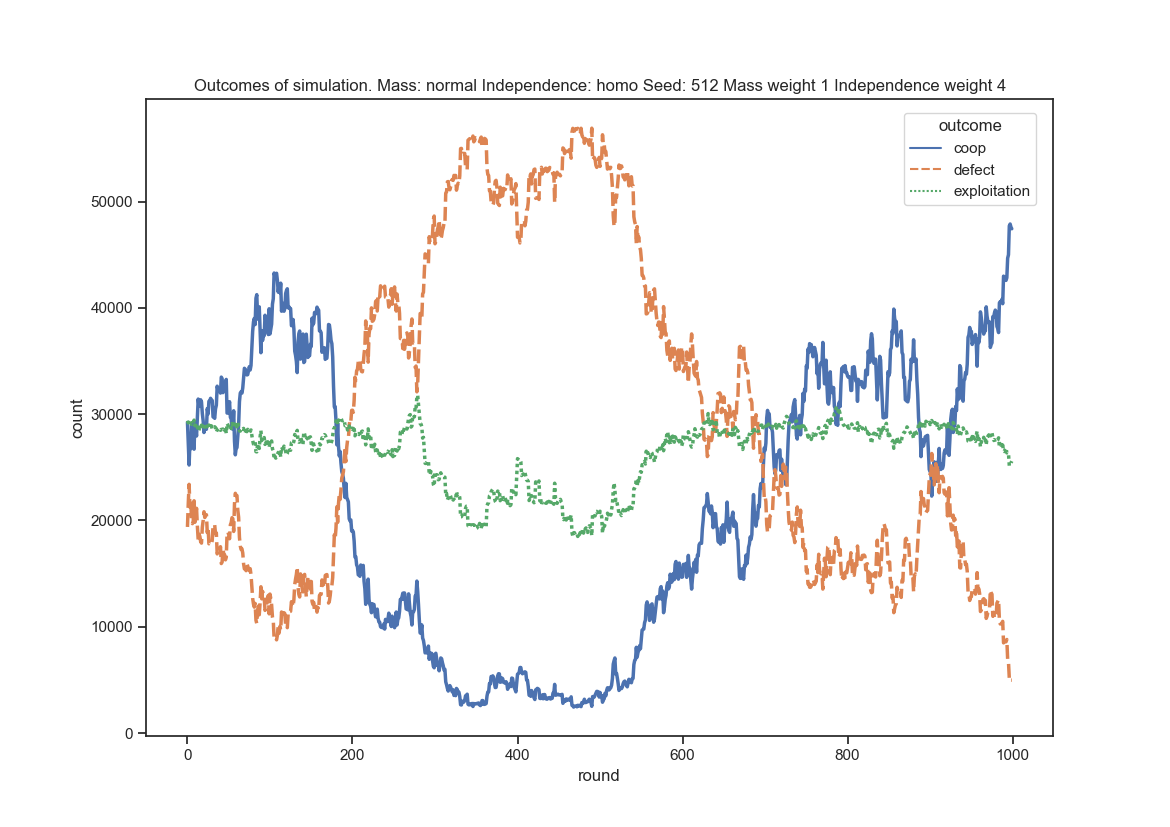 Outcomes of simulation. Mass: normal Independence: homo Seed: 512 Mass weight 1 Independence weight 4
outcome
coop
defect
exploitation
50000
40000
30000
20000
10000
0
count
0 200 400 600 800 1000
round